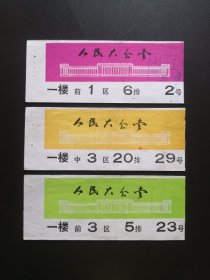 人民大会堂
一楼 前 1 区 6 排 2 号
人民大会堂
一楼 中 3 区 20 排 29 号
人民大会堂
一楼 前 3 区 5 排 23 号